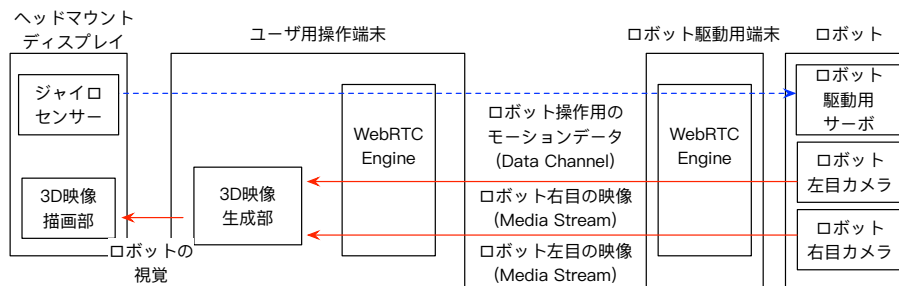 ヘッドマウント
ディスプレイ
ジャイロ
センサー
3D映像
描画部
ロボットの
視覚
ユーザ用操作端末
WebRTC
Engine
3D映像
生成部
ロボット操作用の
モーションデータ
(Data Channel)
ロボット右目の映像
(Media Stream)
ロボット左目の映像
(Media Stream)
ロボット駆動用端末
WebRTC
Engine
ロボット
ロボット
駆動用
サーボ
ロボット
左目カメラ
ロボット
右目カメラ